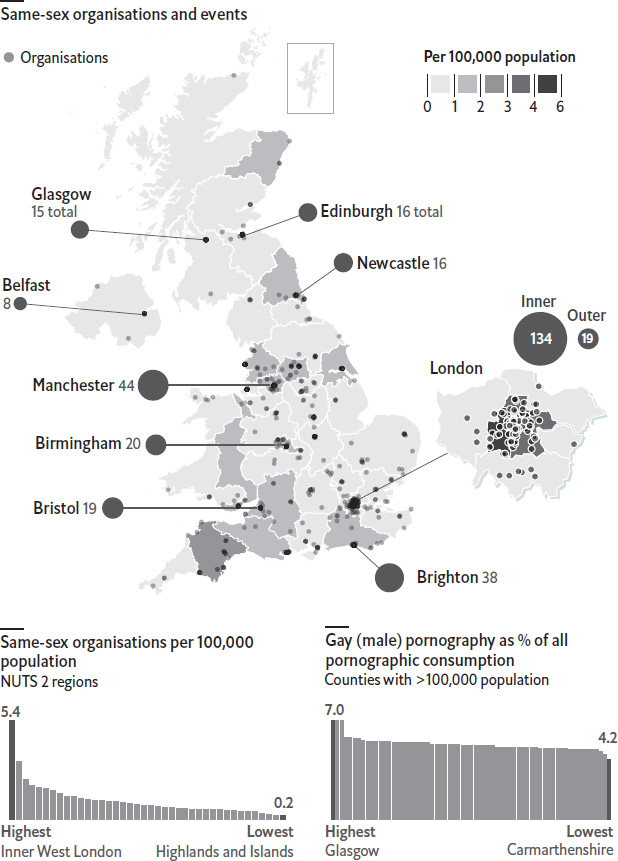 Same-sex organisations and events
Organisations
Per 100,000 population
0 1 2 3 4 6
Glasgow
15 total
Edinburgh 16 total
Newcastle 16
Belfast
8
Inner
Outer
134
19
London
Manchester 44
Birmingham 20
Bristol 19
Brighton 38
Same-sex organisations per 100,000
population
NUTS 2 regions
5.4
0.2
Highest
Lowest
Inner West London
Highlands and Islands
Gay (male) pornography as % of all
pornographic consumption
Counties with >100,000 population
7.0
4.2
Highest
Lowest
Glasgow
Carmarthenshire